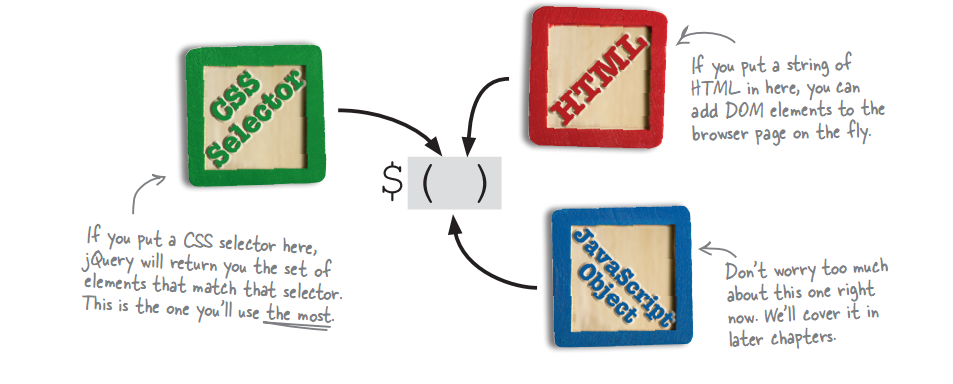 CSS
Selector
HTML
If you put a string of
HTML in here, you can
add DOM elements to the
browser page on the fly.
$ ( )
If you put a CSS selector here,
jQuery will return you the set of
elements that match that selector.
This is the one you'll use the most.
JavaScript
Object
Don't worry too much
about this one right
now. We'll cover it in
later chapters.